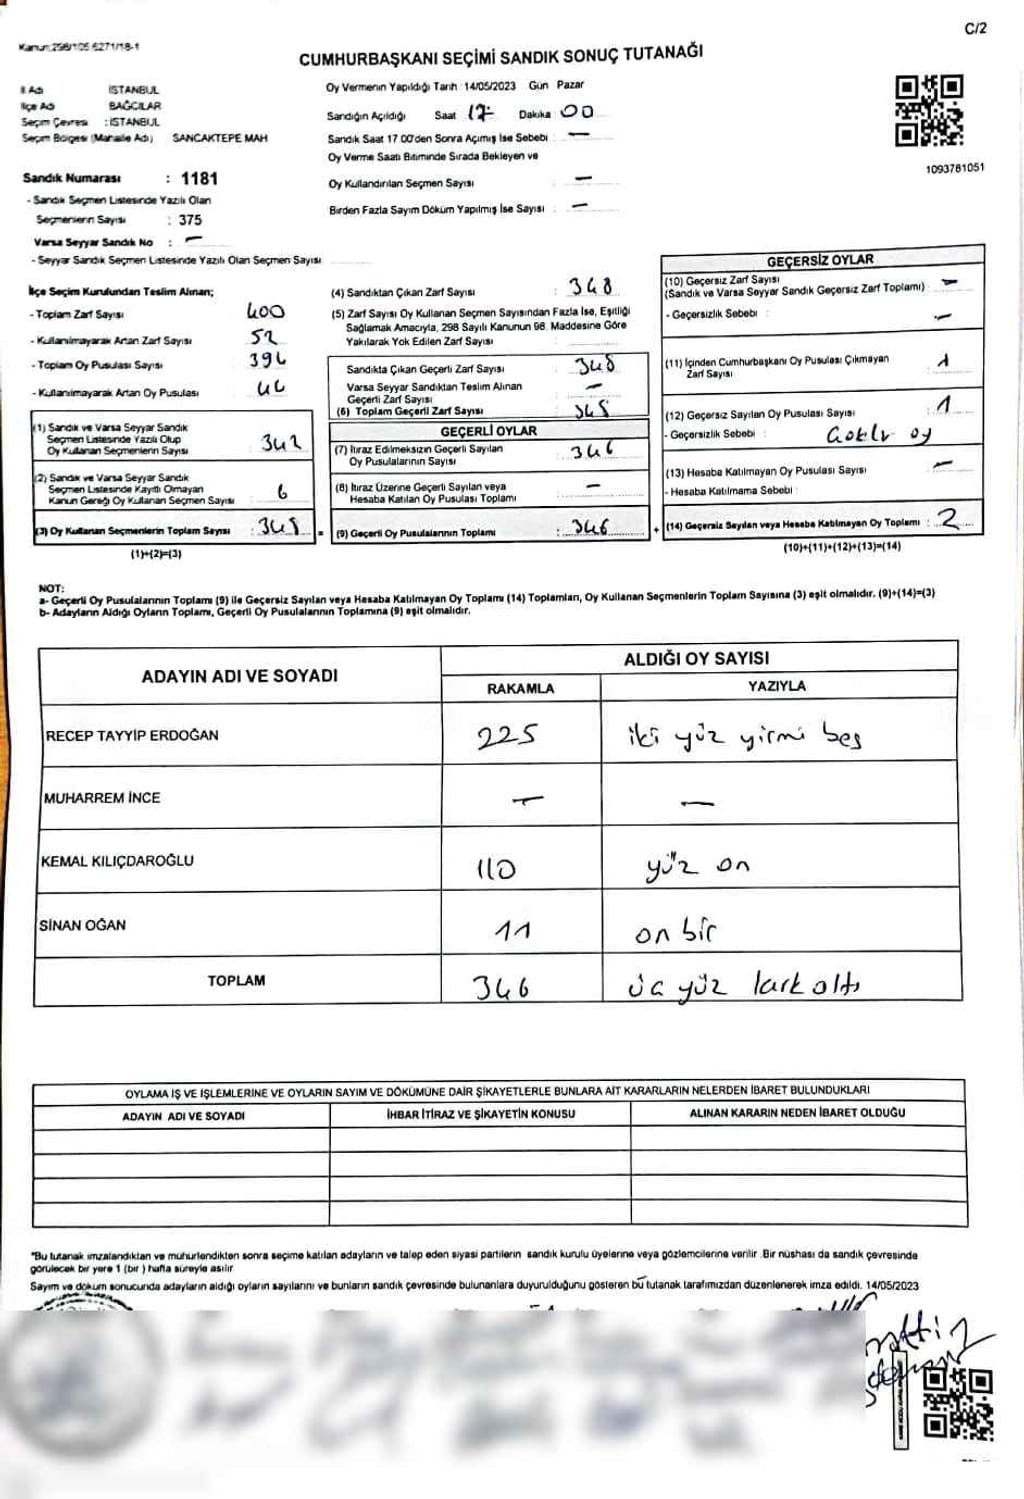 Kanun:298/105 6271/18-1
C/2
CUMHURBAŞKANI SEÇİMİ SANDIK SONUÇ TUTANAĞI
İl Adı İSTANBUL
İlçe Adı BAĞCILAR
Seçim Çevresi : İSTANBUL
Seçim Bölgesi (Mahalle Adı) SANCAKTEPE MAH
Sandık Numarası : 1181
- Sandık Seçmen Listesinde Yazılı Olan
Seçmenlerin Sayısı : 375
Varsa Seyyar Sandık No : —
- Seyyar Sandık Seçmen Listesinde Yazılı Olan Seçmen Sayısı
Oy Vermenin Yapıldığı Tarih :14/05/2023 Gün Pazar
Sandığın Açıldığı Saat 17 Dakika 00
Sandık Saat 17 00'den Sonra Açımış İse Sebebi : —
Oy Verme Saati Bitiminde Sırada Bekleyen ve
Oy Kullandırılan Seçmen Sayısı : —
Birden Fazla Sayım Döküm Yapılmış İse Sayısı : —
1093781051
İlçe Seçim Kurulundan Teslim Alınan;
- Toplam Zarf Sayısı 400
- Kullanılmayarak Artan Zarf Sayısı 52
- Toplam Oy Pusulası Sayısı 394
- Kullanılmayarak Artan Oy Pusulası 46
(1) Sandık ve Varsa Seyyar Sandık
Seçmen Listesinde Yazılı Olup
Oy Kullanan Seçmenlerin Sayısı 342
(2) Sandık ve Varsa Seyyar Sandık
Seçmen Listesinde Kayıtlı Olmayan
Kanun Gereği Oy Kullanan Seçmen Sayısı 6
(3) Oy Kullanan Seçmenlerin Toplam Sayısı : 348 =
(1)+(2)=(3)
(4) Sandıktan Çıkan Zarf Sayısı : 348
(5) Zarf Sayısı Oy Kullanan Seçmen Sayısından Fazla İse, Eşitliği
Sağlamak Amacıyla, 298 Sayılı Kanunun 98. Maddesine Göre
Yakılarak Yok Edilen Zarf Sayısı
Sandıkta Çıkan Geçerli Zarf Sayısı : 348
Varsa Seyyar Sandıktan Teslim Alınan
Geçerli Zarf Sayısı : —
(6) Toplam Geçerli Zarf Sayısı 348
GEÇERLİ OYLAR
(7) İtiraz Edilmeksizin Geçerli Sayılan
Oy Pusulalarının Sayısı 346
(8) İtiraz Üzerine Geçerli Sayılan veya
Hesaba Katılan Oy Pusulası Toplamı : —
(9) Geçerli Oy Pusulalarının Toplamı : 346 +
GEÇERSİZ OYLAR
(10) Geçersiz Zarf Sayısı
(Sandık ve Varsa Seyyar Sandık Geçersiz Zarf Toplamı) : —
- Geçersizlik Sebebi : —
(11) İçinden Cumhurbaşkanı Oy Pusulası Çıkmayan
Zarf Sayısı : 1
(12) Geçersiz Sayılan Oy Pusulası Sayısı : 1
- Geçersizlik Sebebi : oy
(13) Hesaba Katılmayan Oy Pusulası Sayısı : —
- Hesaba Katılmama Sebebi :
(14) Geçersiz Sayılan veya Hesaba Katılmayan Oy Toplamı : 2
(10)+(11)+(12)+(13)=(14)
NOT:
a- Geçerli Oy Pusulalarının Toplamı (9) ile Geçersiz Sayılan veya Hesaba Katılmayan Oy Toplamı (14) Toplamları, Oy Kullanan Seçmenlerin Toplam Sayısına (3) eşit olmalıdır. (9)+(14)=(3)
b- Adayların Aldığı Oyların Toplamı, Geçerli Oy Pusulalarının Toplamına (9) eşit olmalıdır.
ADAYIN ADI VE SOYADI
ALDIĞI OY SAYISI
RAKAMLA YAZIYLA
RECEP TAYYİP ERDOĞAN 225 iki yüz yirmi beş
MUHARREM İNCE — —
KEMAL KILIÇDAROĞLU 110 yüz on
SİNAN OĞAN 11 on bir
TOPLAM 346 üç yüz kırk altı
OYLAMA İŞ VE İŞLEMLERİNE VE OYLARIN SAYIM VE DÖKÜMÜNE DAİR ŞİKAYETLERLE BUNLARA AİT KARARLARIN NELERDEN İBARET BULUNDUKLARI
ADAYIN ADI VE SOYADI İHBAR İTİRAZ VE ŞİKAYETİN KONUSU ALINAN KARARIN NEDEN İBARET OLDUĞU
*Bu tutanak imzalandıktan ve mühürlendikten sonra seçime katılan adayların ve talep eden siyasi partilerin sandık kurulu üyelerine veya gözlemcilerine verilir. Bir nüshası da sandık çevresinde
görülecek bir yere 1 (bir ) hafta süreyle asılır.
Sayım ve döküm sonucunda adayların aldığı oyların sayılarını ve bunların sandık çevresinde bulunanlara duyurulduğunu gösteren bu tutanak tarafımızdan düzenlenerek imza edildi. 14/05/2023